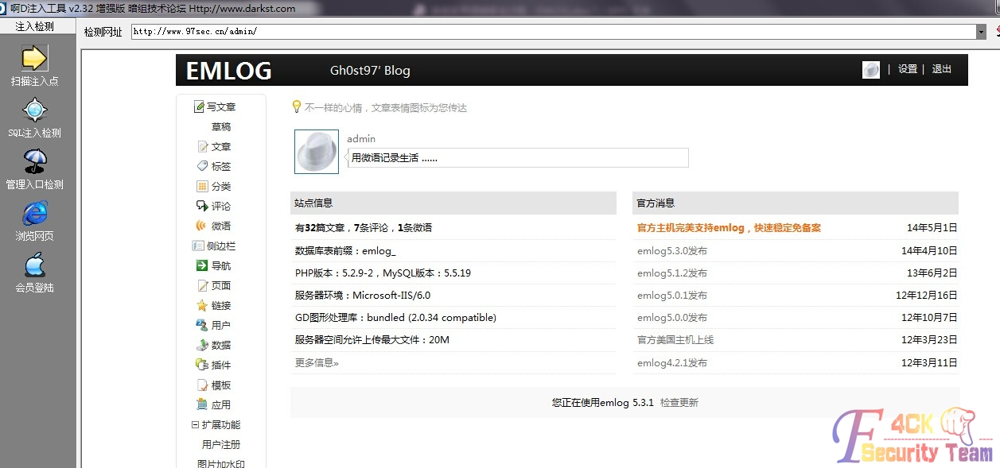 啊D注入工具 v2.32 增强版 暗组技术论坛 Http://www.darkst.com
注入检测
检测网址
http://www.97sec.cn/admin/
扫描注入点
SQL注入检测
管理入口检测
浏览网页
会员登陆
EMLOG
Gh0st97' Blog
| 设置 | 退出
写文章
草稿
文章
标签
分类
评论
微语
侧边栏
导航
页面
链接
用户
数据
插件
模板
应用
扩展功能
用户注册
图片加水印
不一样的心情，文章表情图标为您传达
admin
用微语记录生活 ......
站点信息
有32篇文章，7条评论，1条微语
数据库表前缀：emlog_
PHP版本：5.2.9-2，MySQL版本：5.5.19
服务器环境：Microsoft-IIS/6.0
GD图形处理库：bundled (2.0.34 compatible)
服务器空间允许上传最大文件：20M
更多信息»
官方消息
官方主机完美支持emlog，快速稳定免备案 14年5月1日
emlog5.3.0发布 14年4月10日
emlog5.1.2发布 13年6月2日
emlog5.0.1发布 12年12月16日
emlog5.0.0发布 12年10月7日
官方美国主机上线 12年3月23日
emlog4.2.1发布 12年3月11日
您正在使用emlog 5.3.1 检查更新
F4CK
Security Team